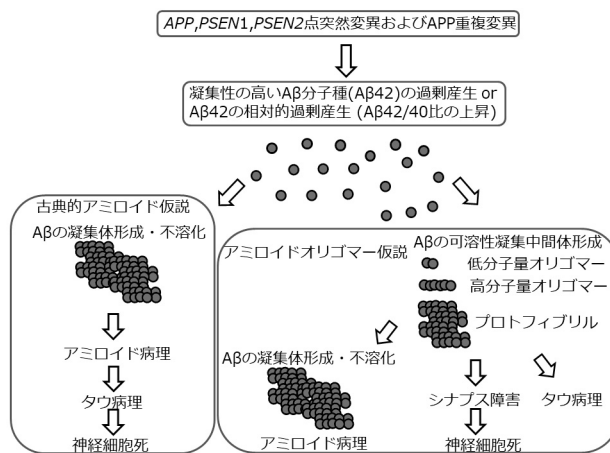 APP,PSEN1,PSEN2点突然変異およびAPP重複変異
凝集性の高いAβ分子種(Aβ42)の過剰産生 or
Aβ42の相対的過剰産生 (Aβ42/40比の上昇)
古典的アミロイド仮説
Aβの凝集体形成・不溶化
アミロイド病理
タウ病理
神経細胞死
アミロイドオリゴマー仮説
Aβの可溶性凝集中間体形成
低分子量オリゴマー
高分子量オリゴマー
プロトフィブリル
Aβの凝集体形成・不溶化
アミロイド病理
シナプス障害
神経細胞死
タウ病理